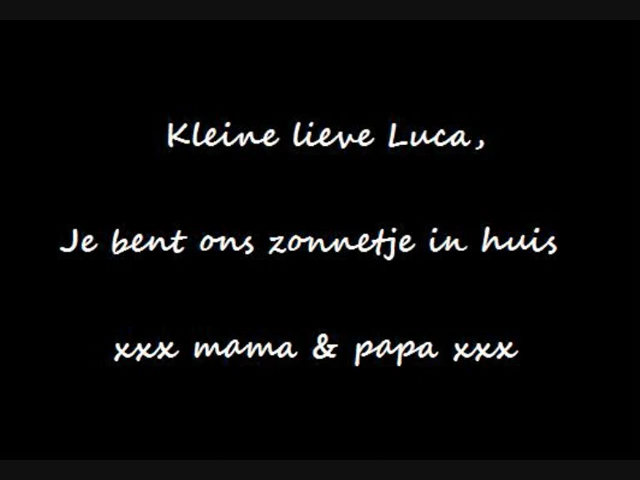 Kleine lieve Luca,
Je bent ons zonnetje in huis
xxx mama & papa xxx